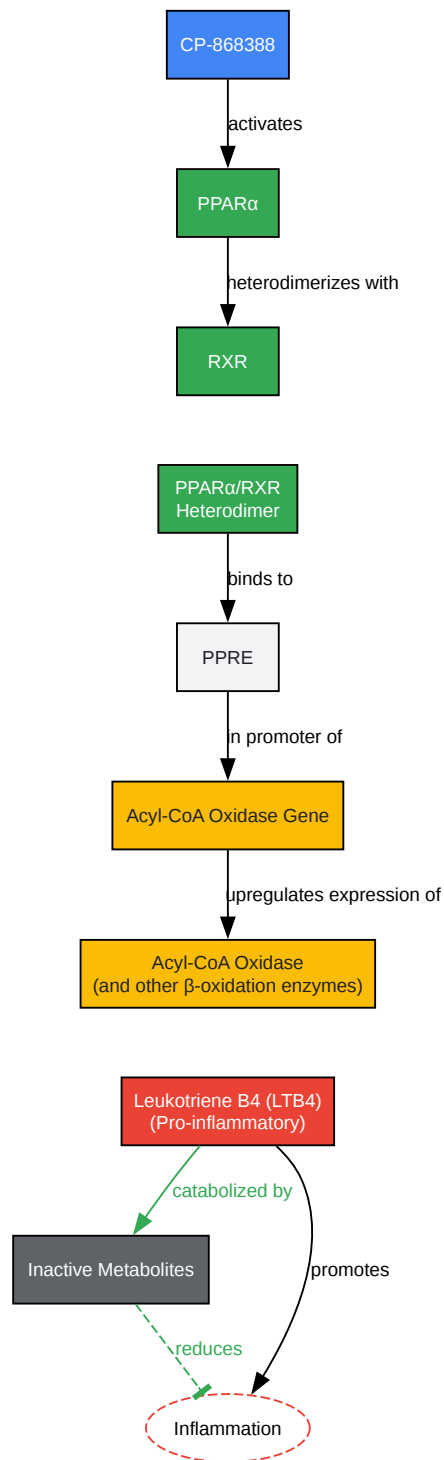 CP-868388
activates
PPARα
heterodimerizes with
RXR
PPARα/RXR
Heterodimer
binds to
PPRE
in promoter of
Acyl-CoA Oxidase Gene
upregulates expression of
Acyl-CoA Oxidase
(and other β-oxidation enzymes)
Leukotriene B4 (LTB4)
(Pro-inflammatory)
catabolized by
Inactive Metabolites
promotes
reduces
Inflammation